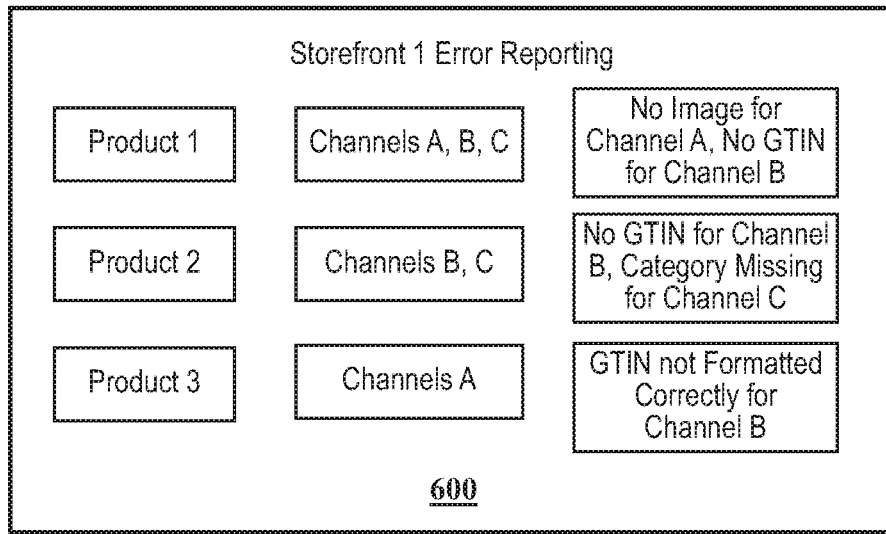 Storefront 1 Error Reporting
Product 1
Channels A, B, C
No Image for
Channel A, No GTIN
for Channel B
Product 2
Channels B, C
No GTIN for Channel
B, Category Missing
for Channel C
Product 3
Channels A
GTIN not Formatted
Correctly for
Channel B
600